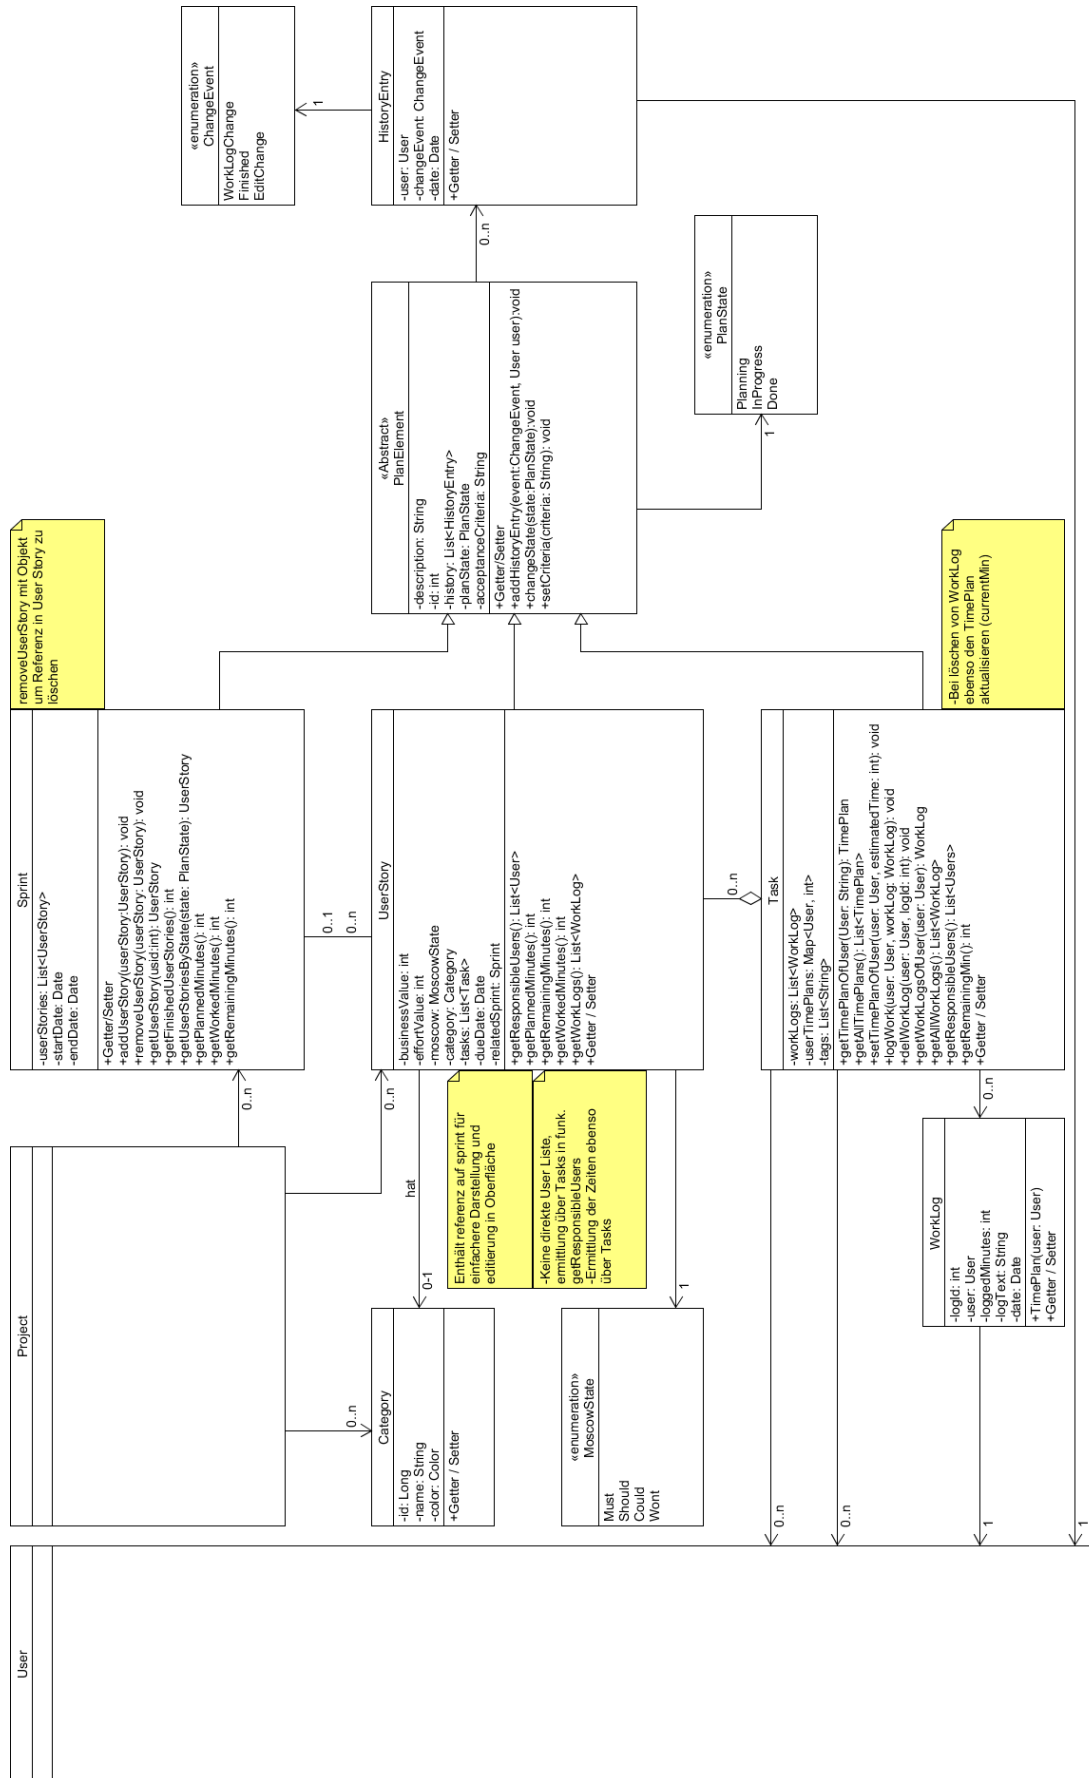 User
Project
0..n
0..n
0..n
Sprint
-userStories: List<UserStory>
-startDate: Date
-endDate: Date
+Getter/Setter
+addUserStory(userStory:UserStory): void
+removeUserStory(userStory: UserStory): void
+getUserStory(usid:int): UserStory
+getFinishedUserStories(): int
+getUserStoriesByState(state: PlanState): UserStory
+getPlannedMinutes(): int
+getWorkedMinutes(): int
+getRemainingMinutes(): int
removeUserStory mit Objekt
um Referenz in User Story zu
löschen
0..1
0..n
«enumeration»
ChangeEvent
WorkLogChange
Finished
EditChange
1
Category
-id: Long
-name: String
-color: Color
+Getter / Setter
hat
0-1
UserStory
-businessValue: int
-effortValue: int
-moscow: MoscowState
-category: Category
-tasks: List<Task>
-dueDate: Date
-relatedSprint: Sprint
+getResponsibleUsers(): List<User>
+getPlannedMinutes(): int
+getRemainingMinutes(): int
+getWorkedMinutes(): int
+getWorkLogs(): List<WorkLog>
+Getter / Setter
Enthält referenz auf sprint für
einfachere Darstellung und
editierung in Oberfläche
-Keine direkte User Liste,
ermittlung über Tasks in funk.
getResponsibleUsers
-Ermittlung der Zeiten ebenso
über Tasks
1
«Abstract»
PlanElement
-description: String
-id: int
-history: List<HistoryEntry>
-planState: PlanState
-acceptanceCriteria: String
+Getter/Setter
+addHistoryEntry(event:ChangeEvent, User user):void
+changeState(state:PlanState):void
+setCriteria(criteria: String): void
0..n
HistoryEntry
-user: User
-changeEvent: ChangeEvent
-date: Date
+Getter / Setter
«enumeration»
MoscowState
Must
Should
Could
Wont
0..n
«enumeration»
PlanState
Planning
InProgress
Done
1
Task
-workLogs: List<WorkLog>
-userTimePlans: Map<User, int>
-tags: List<String>
+getTimePlanOfUser(User: String): TimePlan
+getAllTimePlans(): List<TimePlan>
+setTimePlanOfUser(user: User, estimatedTime: int): void
+logWork(user: User, workLog: WorkLog): void
+delWorkLog(user: User, logId: int): void
+getWorkLogsOfUser(user: User): WorkLog
+getAllWorkLogs(): List<WorkLog>
+getResponsibleUsers(): List<Users>
+getRemainingMin(): int
+Getter / Setter
0..n
0..n
0..n
-Bei löschen von WorkLog
ebenso den TimePlan
aktualisieren (currentMin)
WorkLog
-logId: int
-user: User
-loggedMinutes: int
-logText: String
-date: Date
+TimePlan(user: User)
+Getter / Setter
1
1